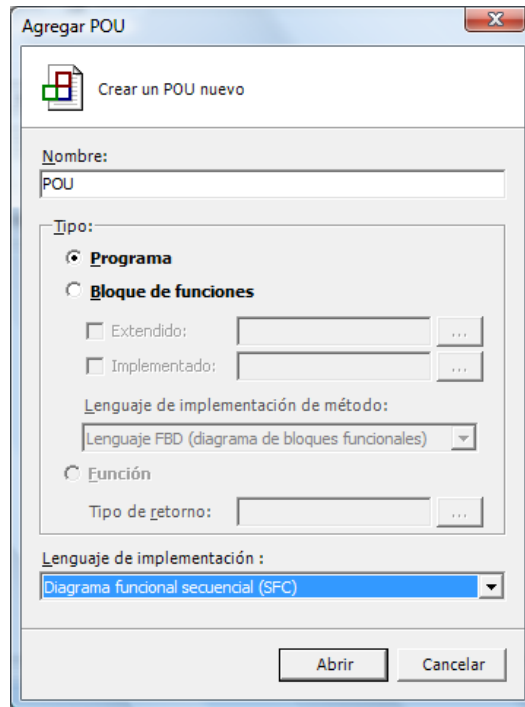 Agregar POU
Crear un POU nuevo
Nombre:
POU
Tipo:
Programa
Bloque de funciones
Extendido:
...
Implementado:
...
Lenguaje de implementación de método:
Lenguaje FBD (diagrama de bloques funcionales)
Función
Tipo de retorno:
...
Lenguaje de implementación :
Diagrama funcional secuencial (SFC)
Abrir
Cancelar